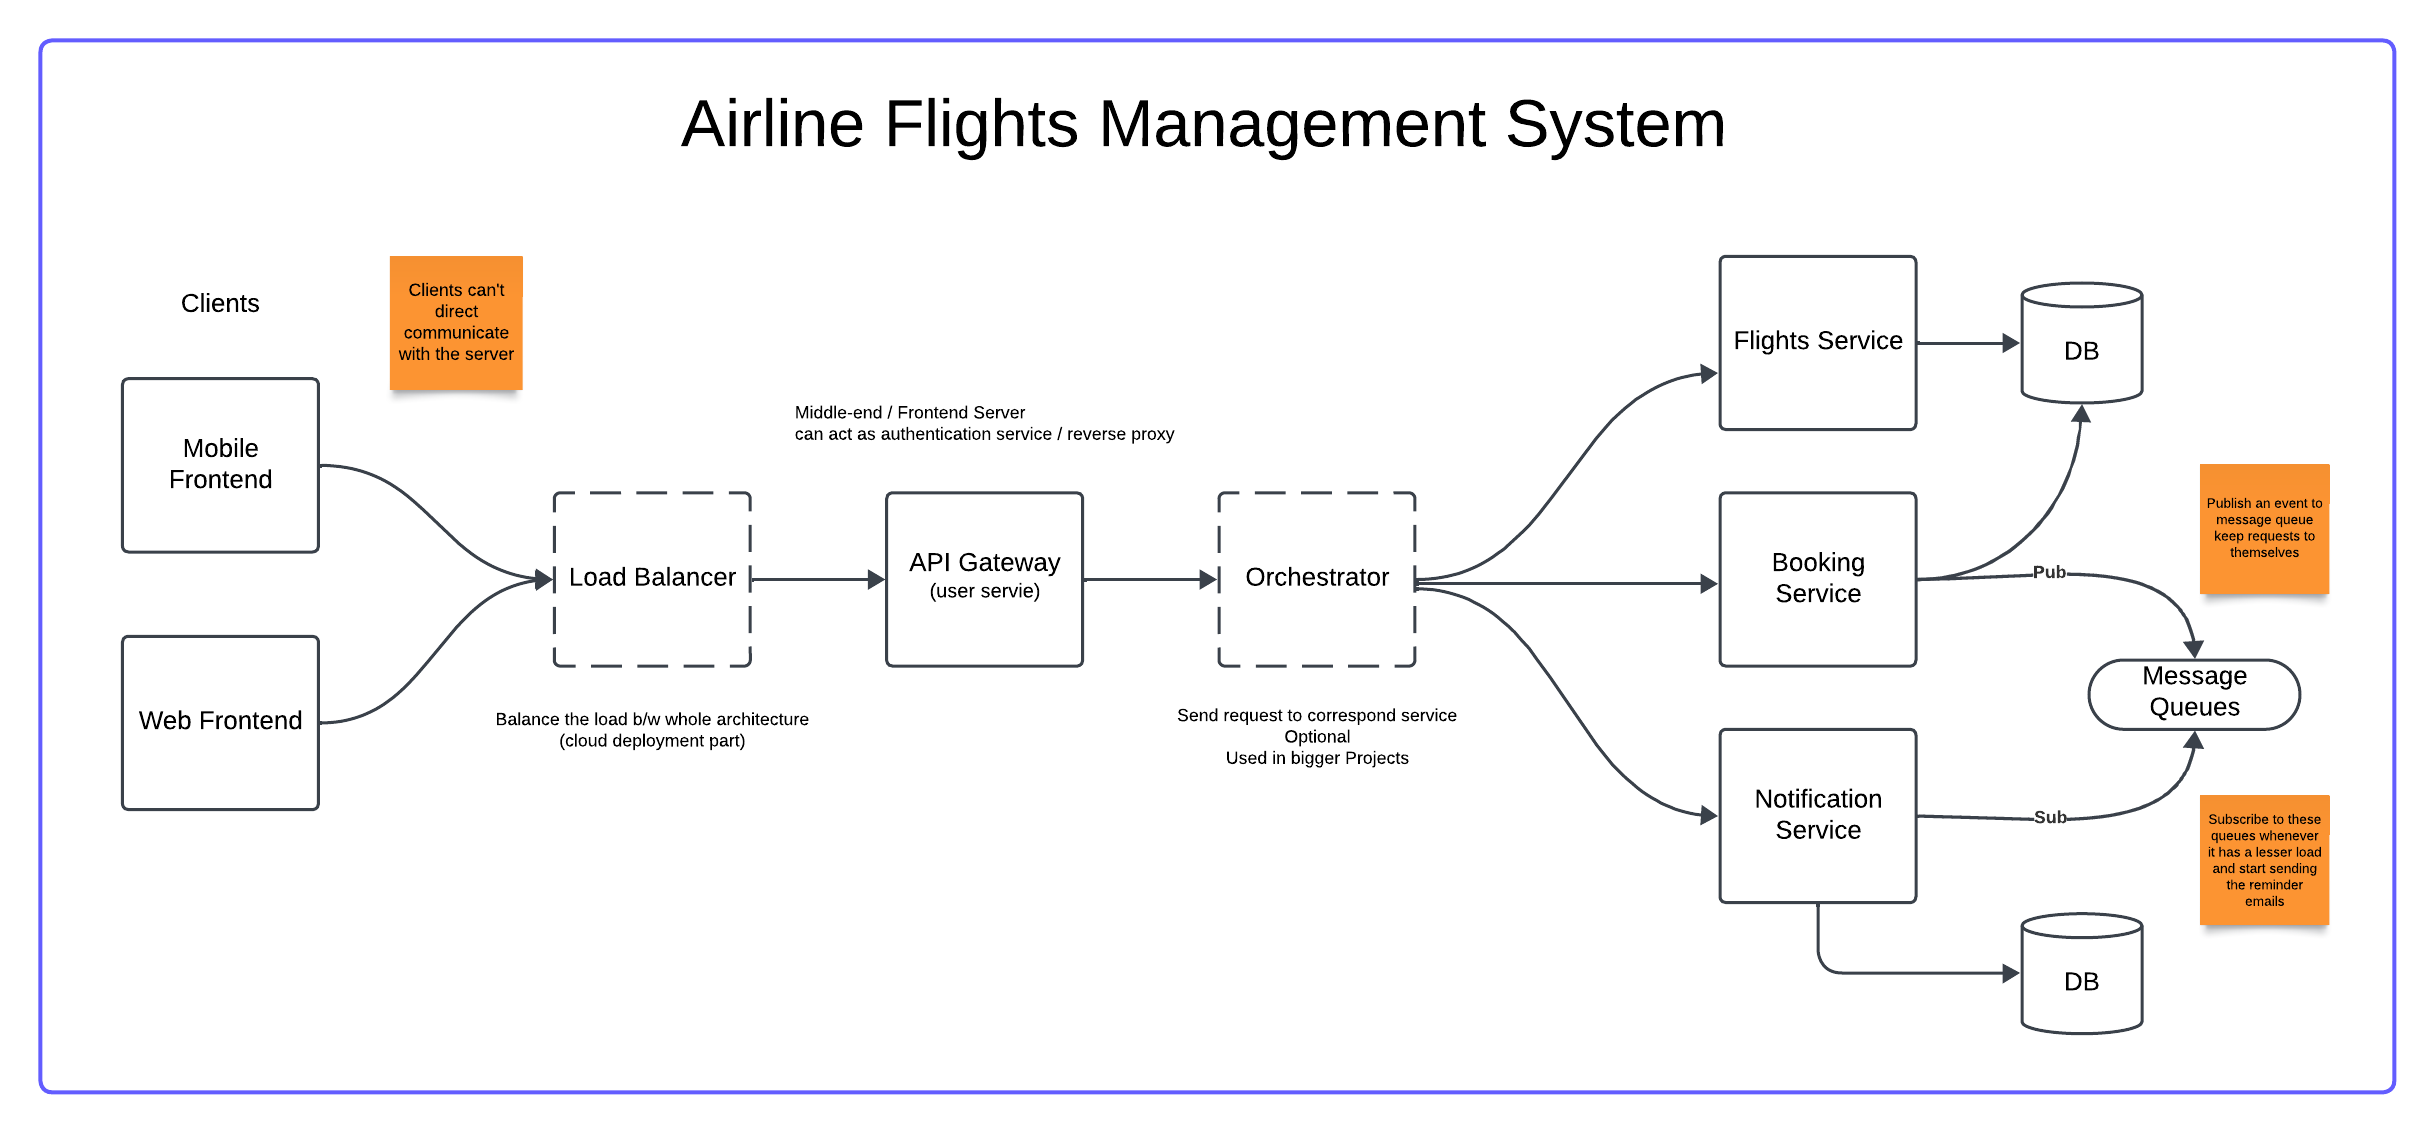 Airline Flights Management System
Clients
Clients can't
direct
communicate
with the server
Mobile
Frontend
Web Frontend
Load Balancer
Balance the load b/w whole architecture
(cloud deployment part)
Middle-end / Frontend Server
can act as authentication service / reverse proxy
API Gateway
(user servie)
Orchestrator
Send request to correspond service
Optional
Used in bigger Projects
Flights Service
DB
Booking
Service
Pub
Publish an event to
message queue
keep requests to
themselves
Message
Queues
Notification
Service
Sub
Subscribe to these
queues whenever
it has a lesser load
and start sending
the reminder
emails
DB